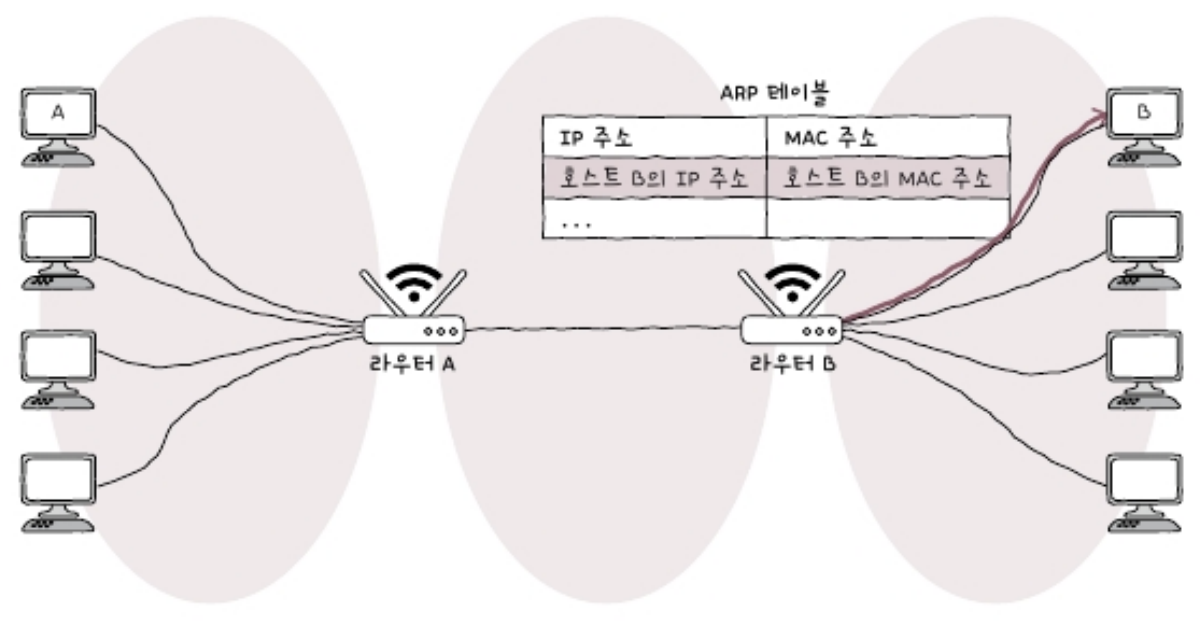 A
ARP 테이블
B
IP 주소 MAC 주소
호스트 B의 IP 주소 호스트 B의 MAC 주소
...
라우터 A
라우터 B